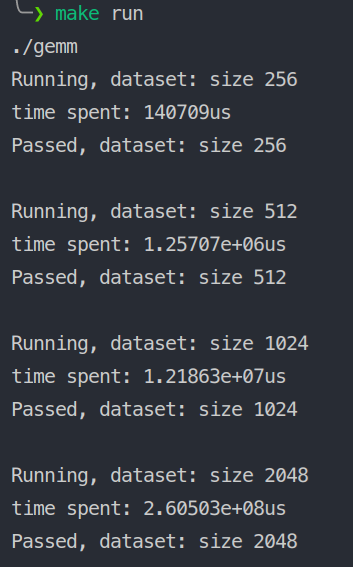 ❯ make run
./gemm
Running, dataset: size 256
time spent: 140709us
Passed, dataset: size 256
Running, dataset: size 512
time spent: 1.25707e+06us
Passed, dataset: size 512
Running, dataset: size 1024
time spent: 1.21863e+07us
Passed, dataset: size 1024
Running, dataset: size 2048
time spent: 2.60503e+08us
Passed, dataset: size 2048